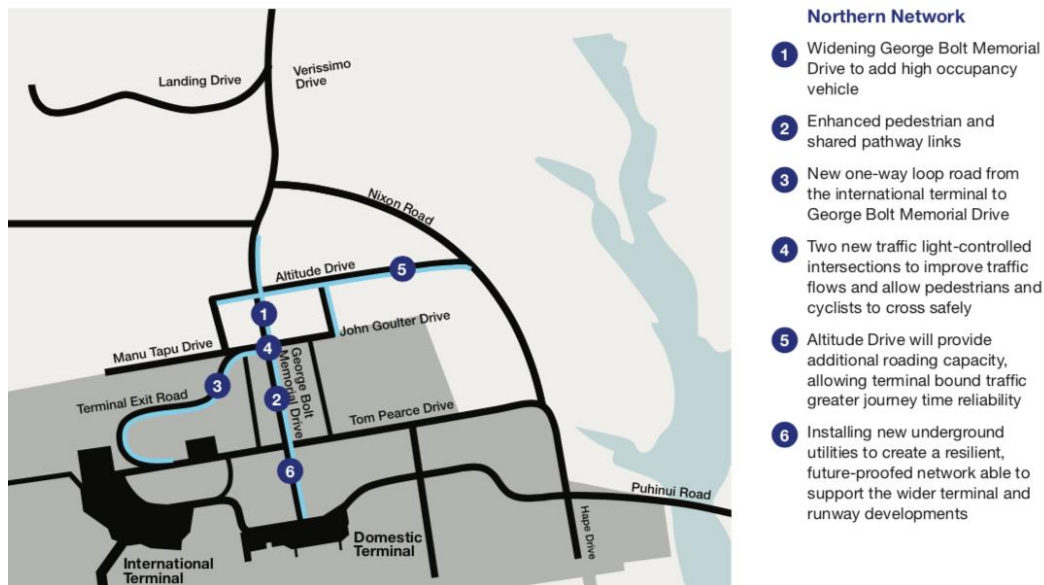 Landing Drive
Verissimo
Drive
Nixon Road
Altitude Drive
5
1
John Goulter Drive
Manu Tapu Drive
4
George Bolt
Memorial Drive
3
2
Terminal Exit Road
Tom Pearce Drive
6
Puhinui Road
Hape Drive
Domestic
Terminal
International
Terminal
Northern Network
1 Widening George Bolt Memorial
Drive to add high occupancy
vehicle
2 Enhanced pedestrian and
shared pathway links
3 New one-way loop road from
the international terminal to
George Bolt Memorial Drive
4 Two new traffic light-controlled
intersections to improve traffic
flows and allow pedestrians and
cyclists to cross safely
5 Altitude Drive will provide
additional roading capacity,
allowing terminal bound traffic
greater journey time reliability
6 Installing new underground
utilities to create a resilient,
future-proofed network able to
support the wider terminal and
runway developments